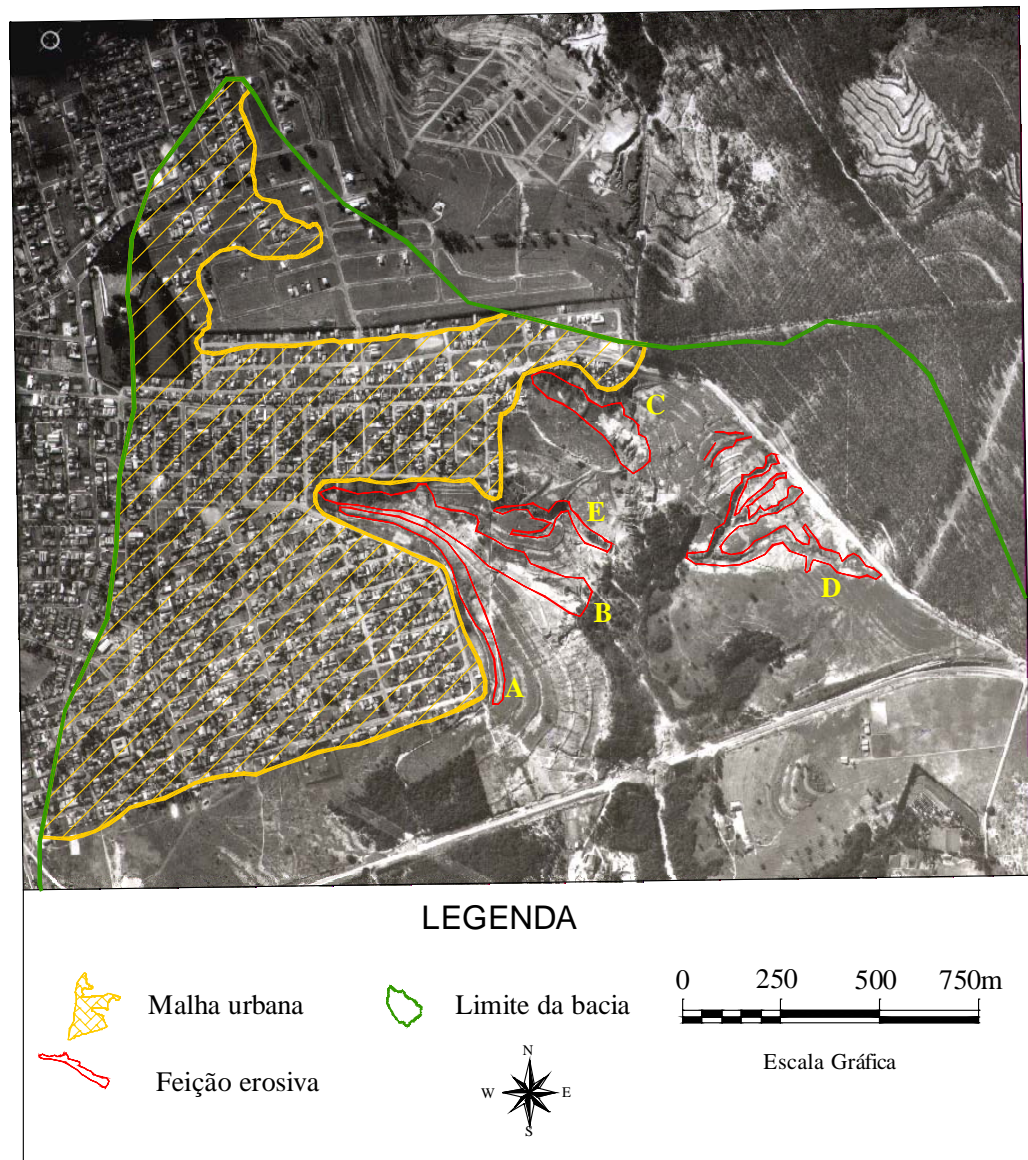 C
E
D
B
A
LEGENDA
Malha urbana
Limite da bacia
0 250 500 750m
Escala Gráfica
Feição erosiva
N
W E
S